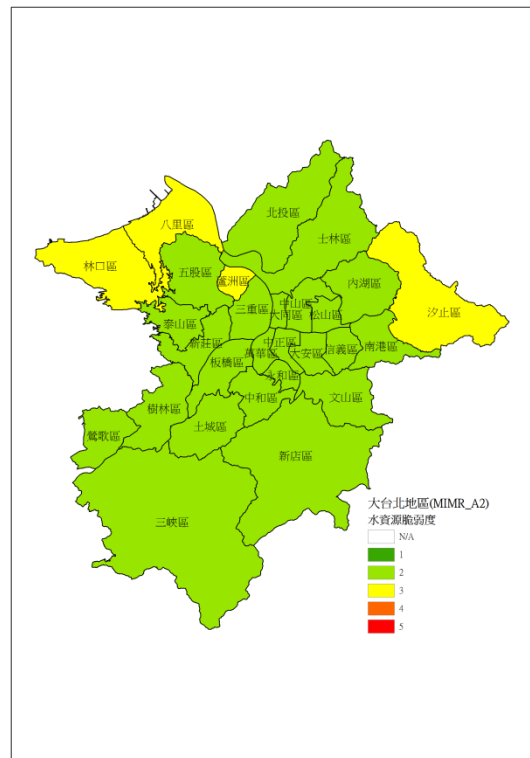 北投區
士林區
八里區
林口區
五股區
蘆洲區
內湖區
汐止區
三重區
中山區
大同區
松山區
泰山區
新莊區
中正區
萬華區
大安區
信義區
南港區
板橋區
永和區
中和區
文山區
樹林區
土城區
鶯歌區
新店區
三峽區
大台北地區(MIMR_A2)
水資源脆弱度
N/A
1
2
3
4
5